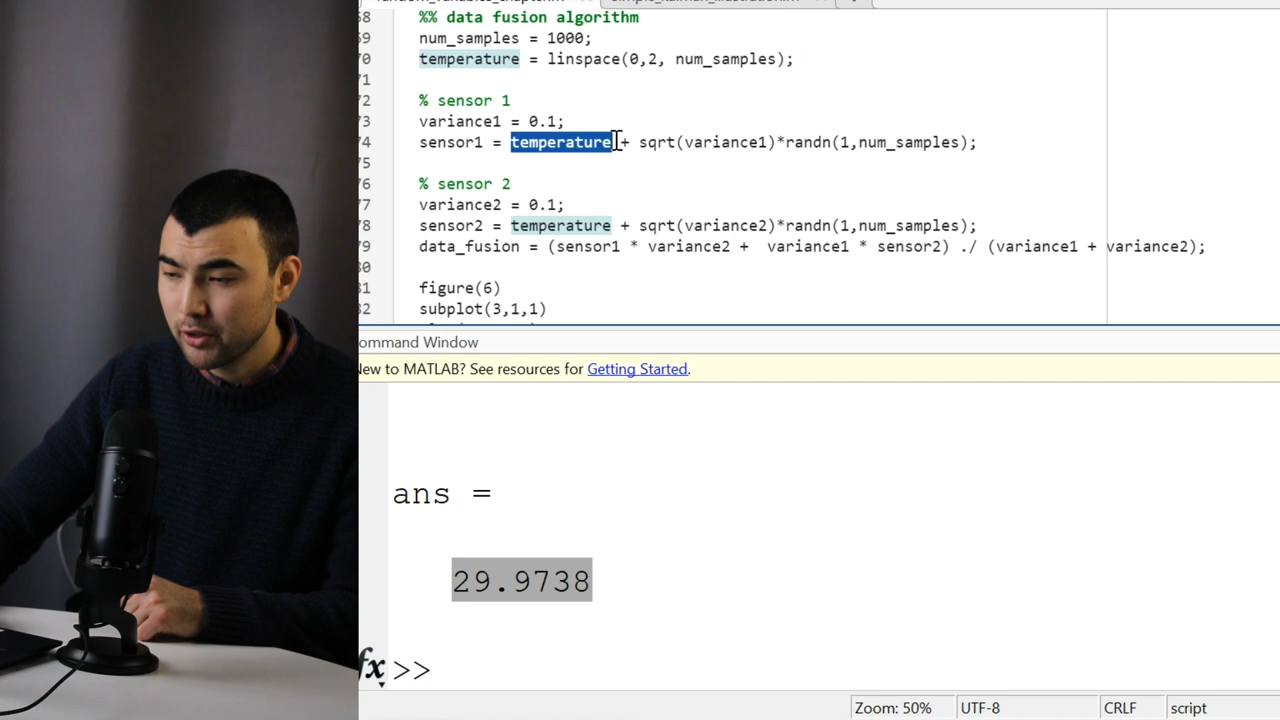 %% data fusion algorithm
num_samples = 1000;
temperature = linspace(0,2, num_samples);
% sensor 1
variance1 = 0.1;
sensor1 = temperature + sqrt(variance1)*randn(1,num_samples);
% sensor 2
variance2 = 0.1;
sensor2 = temperature + sqrt(variance2)*randn(1,num_samples);
data_fusion = (sensor1 * variance2 +  variance1 * sensor2) ./ (variance1 + variance2);
figure(6)
subplot(3,1,1)
ommand Window
New to MATLAB? See resources for Getting Started.
ans =
29.9738
fx >>
Zoom: 50% UTF-8 CRLF script